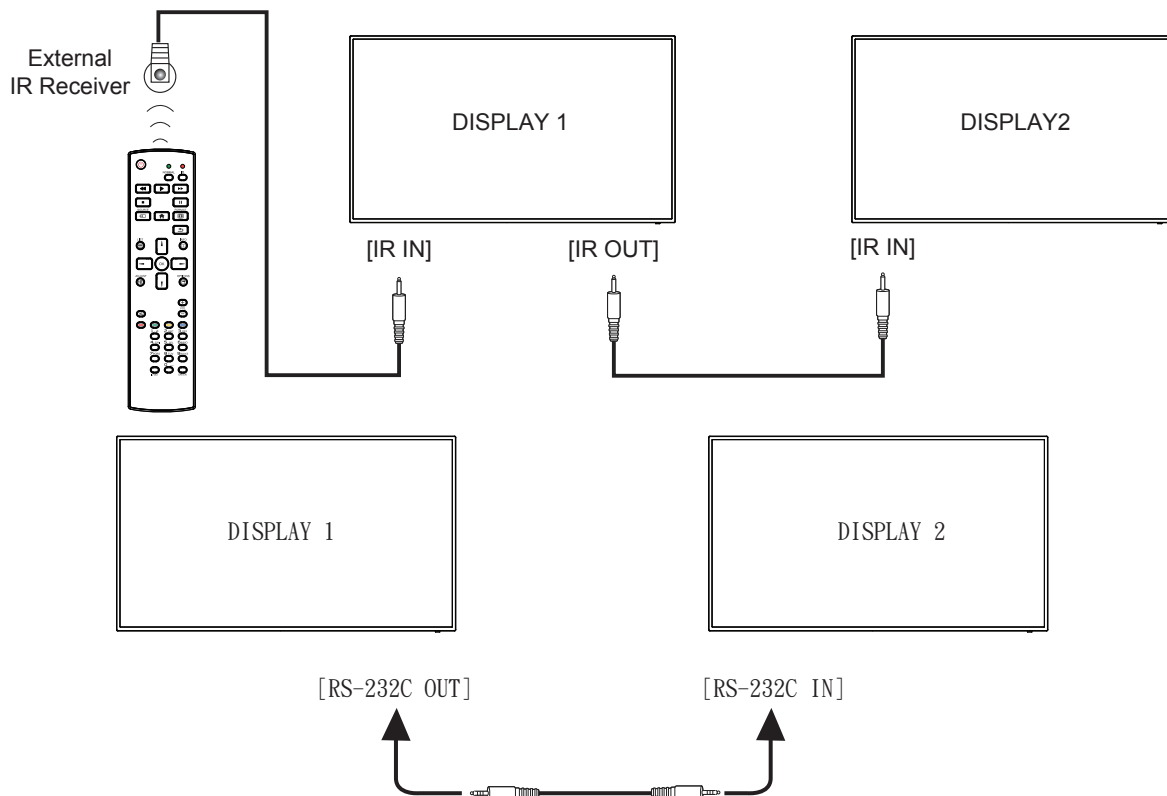 External
IR Receiver
DISPLAY 1
DISPLAY2
[IR IN]
[IR OUT]
[IR IN]
OK
DISPLAY 1
DISPLAY 2
[RS-232C OUT]
[RS-232C IN]